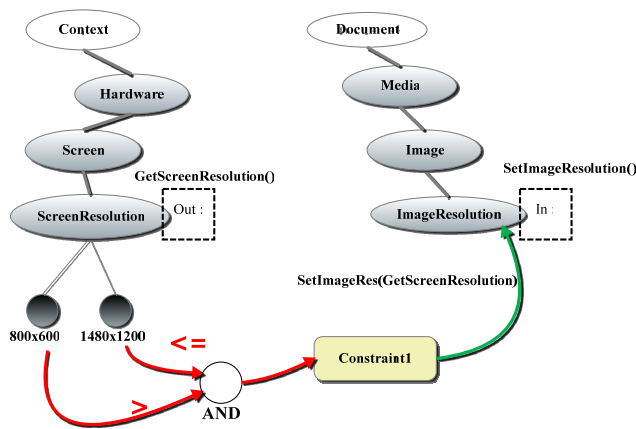 Context
Document
Hardware
Media
Screen
Image
GetScreenResolution()
SetImageResolution()
ScreenResolution
Out :
ImageResolution
In :
SetImageRes(GetScreenResolution)
800x600
1480x1200
<=
>
AND
Constraint1